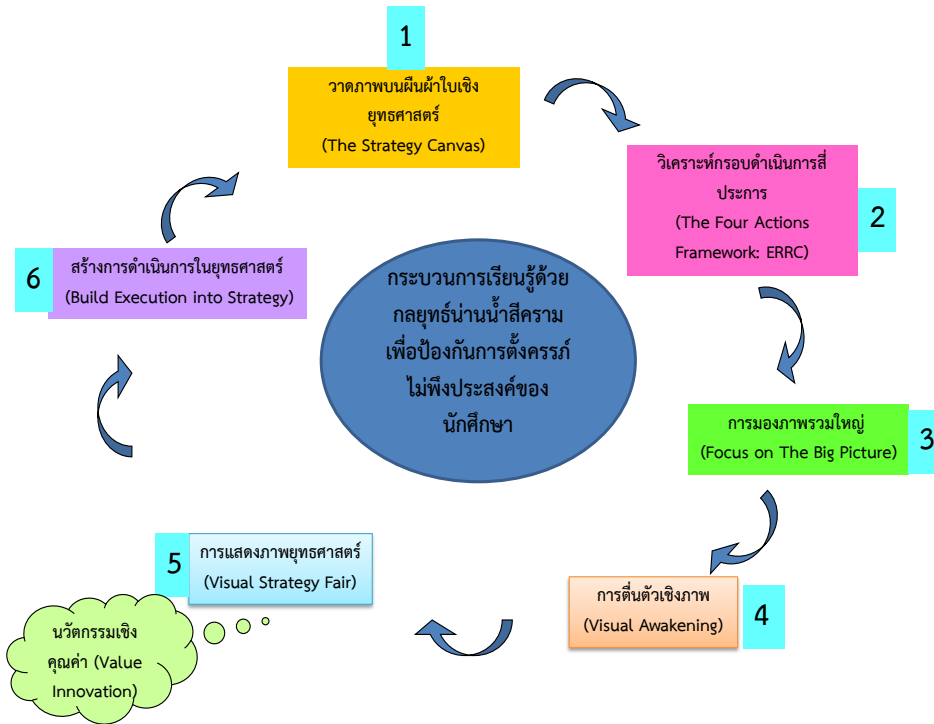 1
วาดภาพบนผืนผ้าใบเชิง
ยุทธศาสตร์
(The Strategy Canvas)
วิเคราะห์กรอบดำเนินการสี่
ประการ
(The Four Actions
Framework: ERRC)
2
การมองภาพรวมใหญ่
(Focus on The Big Picture)
3
การตื่นตัวเชิงภาพ
(Visual Awakening)
4
5
การแสดงภาพยุทธศาสตร์
(Visual Strategy Fair)
นวัตกรรมเชิง
คุณค่า (Value
Innovation)
6
สร้างการดำเนินการในยุทธศาสตร์
(Build Execution into Strategy)
กระบวนการเรียนรู้ด้วย
กลยุทธ์น่านน้ำสีคราม
เพื่อป้องกันการตั้งครรภ์
ไม่พึงประสงค์ของ
นักศึกษา